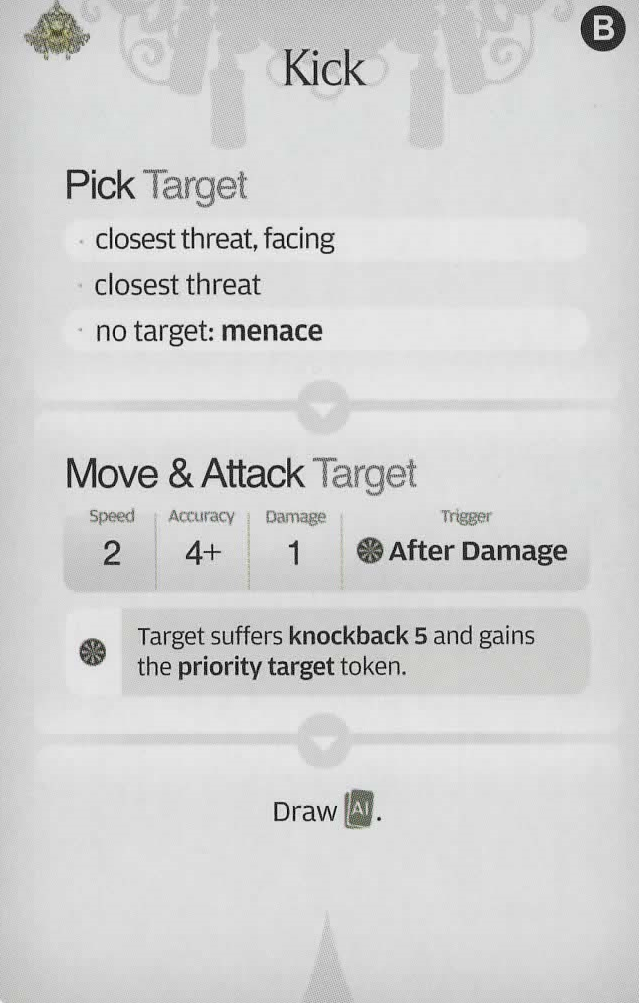 B
Kick
Pick Target
· closest threat, facing
· closest threat
· no target: menace
Move & Attack Target
Speed Accuracy Damage Trigger
2 4+ 1 After Damage
Target suffers knockback 5 and gains
the priority target token.
Draw AI.